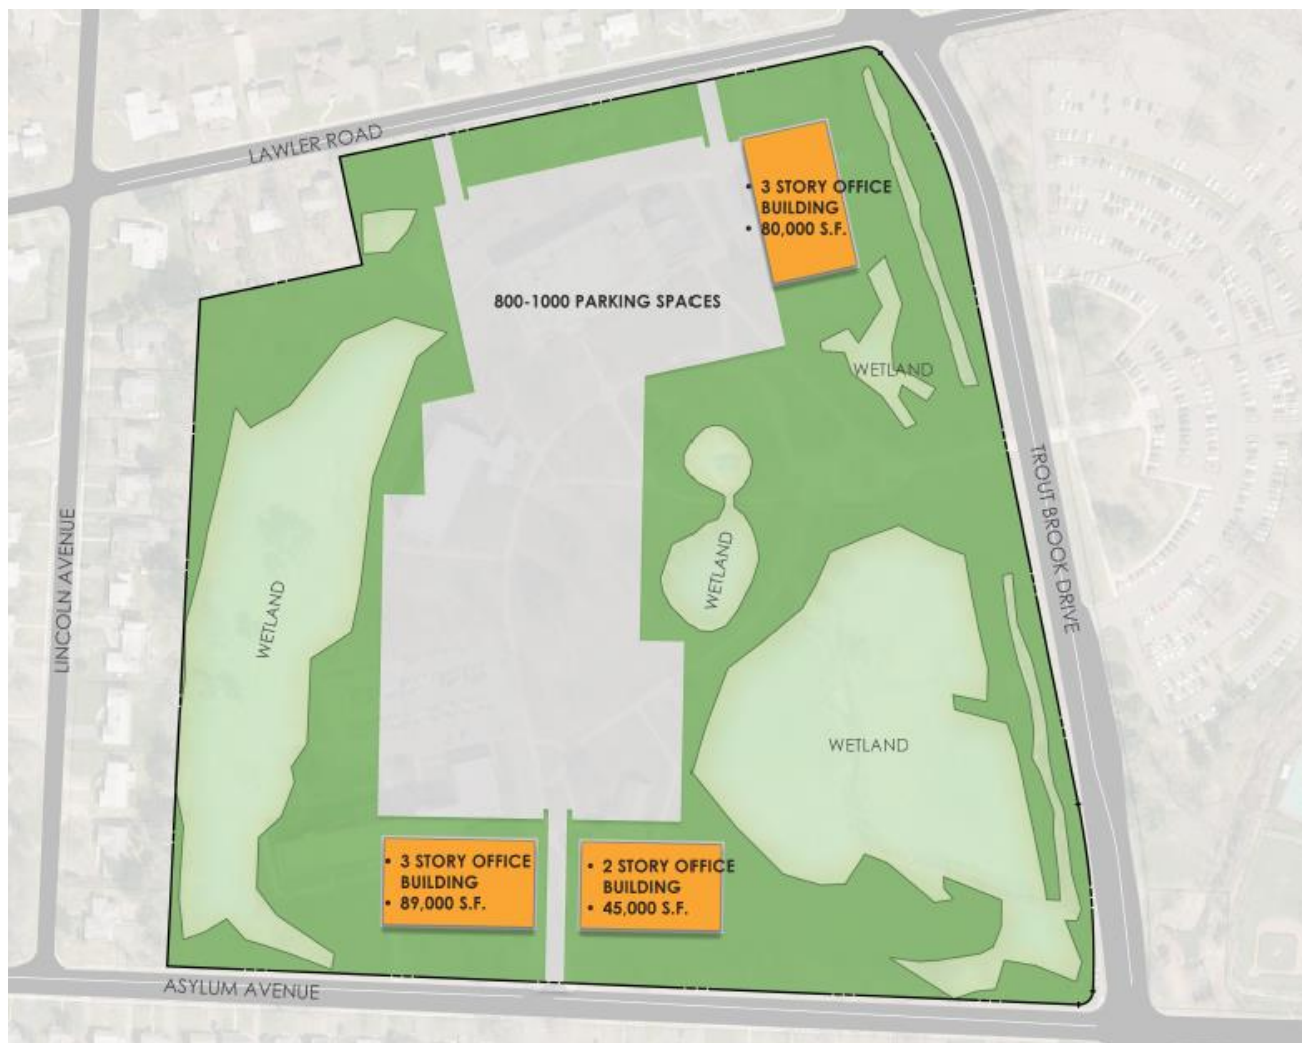 LAWLER ROAD
• 3 STORY OFFICE
BUILDING
• 80,000 S.F.
800-1000 PARKING SPACES
WETLAND
TROUT BROOK DRIVE
LINCOLN AVENUE
WETLAND
WETLAND
WETLAND
• 3 STORY OFFICE
BUILDING
• 89,000 S.F.
• 2 STORY OFFICE
BUILDING
• 45,000 S.F.
ASYLUM AVENUE